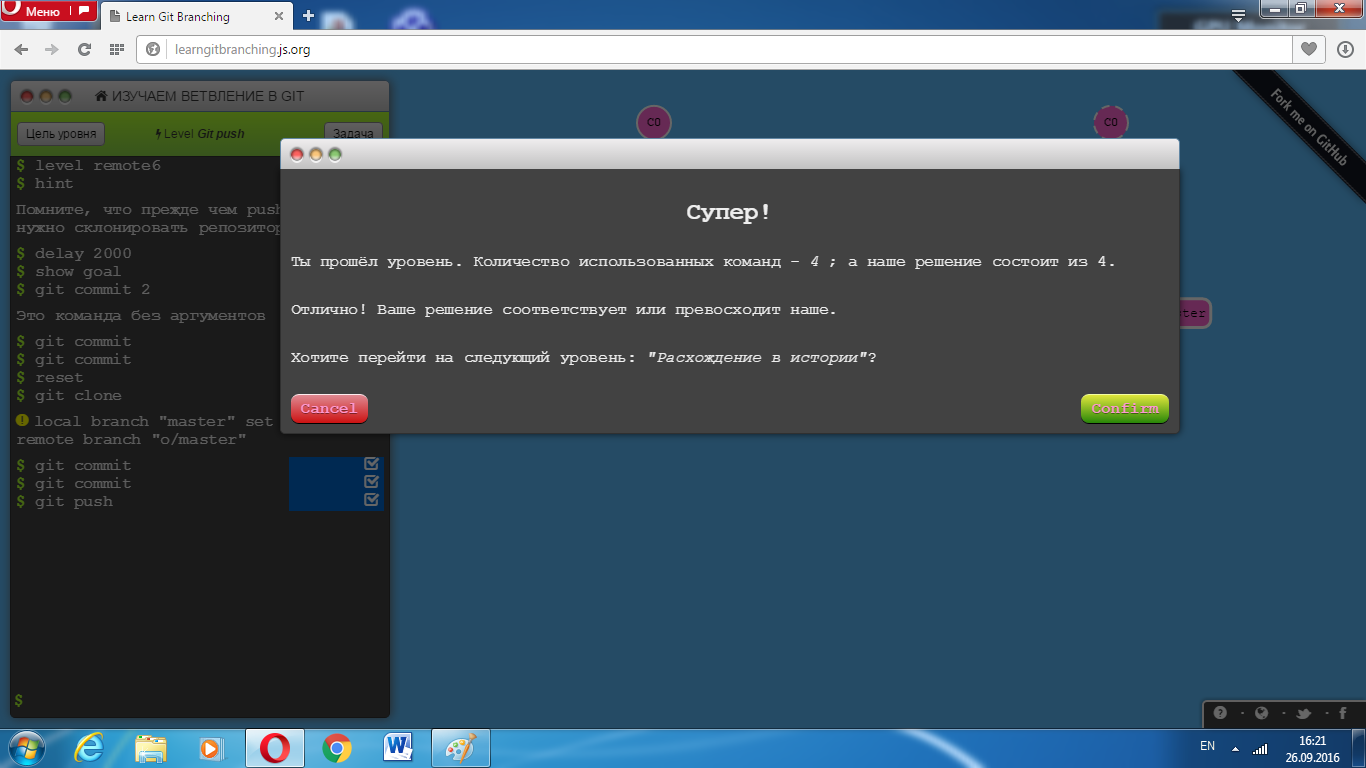 Меню
Learn Git Branching
learngitbranching.js.org
ИЗУЧАЕМ ВЕТВЛЕНИЕ В GIT
Цель уровня
Level Git push
Задача
$ level remote6
$ hint
Помните, что прежде чем push
нужно склонировать репозитор
$ delay 2000
$ show goal
$ git commit 2
Это команда без аргументов
$ git commit
$ git commit
$ reset
$ git clone
local branch "master" set
remote branch "o/master"
$ git commit
$ git commit
$ git push
$
C0
C0
Fork me on GitHub
Супер!
Ты прошёл уровень. Количество использованных команд - 4 ; а наше решение состоит из 4.
Отлично! Ваше решение соответствует или превосходит наше.
Хотите перейти на следующий уровень: "Расхождение в истории"?
Cancel
Confirm
EN
16:21
26.09.2016